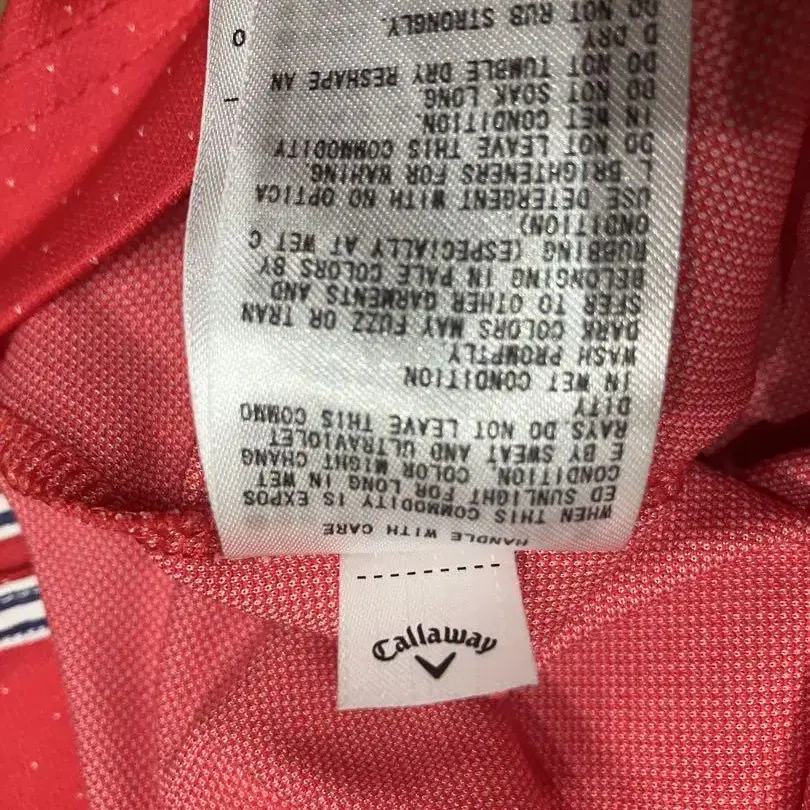 HANDLE WITH CARE
WHEN THIS COMMODITY IS EXPOS
ED SUNLIGHT FOR LONG IN WET
CONDITION, COLOR MIGHT CHANG
E BY SWEAT AND ULTRAVIOLET
RAYS. DO NOT LEAVE THIS COMMO
DITY
IN WET CONDITION
WASH PROMPTLY
DARK COLORS MAY FUZZ OR TRAN
SFER TO OTHER GARMENTS AND
BELONGING IN PALE COLORS BY
RUBBING (ESPECIALLY AT WET C
ONDITION)
USE DETERGENT WITH NO OPTICA
L BRIGHTENERS FOR WAHING.
DO NOT LEAVE THIS COMMODITY
IN WET CONDITION.
DO NOT SOAK LONG
DO NOT TUMBLE DRY RESHAPE AN
D DRY
DO NOT RUB STRONGLY.
Callaway